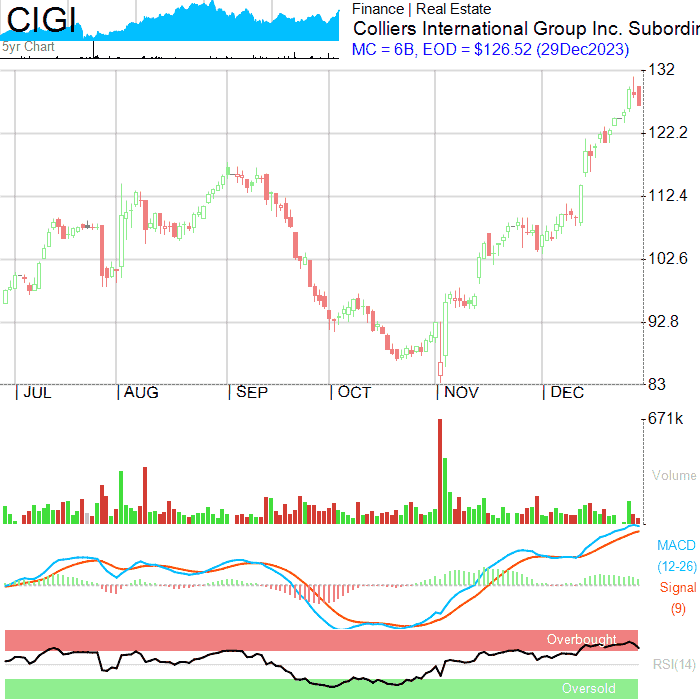 CIGI
5yr Chart
Finance | Real Estate
Colliers International Group Inc. Subordin
MC = 6B, EOD = $126.52 (29Dec2023)
132
122.2
112.4
102.6
92.8
83
| JUL | AUG | SEP | OCT | NOV | DEC
671k
Volume
MACD
(12-26)
Signal
(9)
Overbought
RSI(14)
Oversold